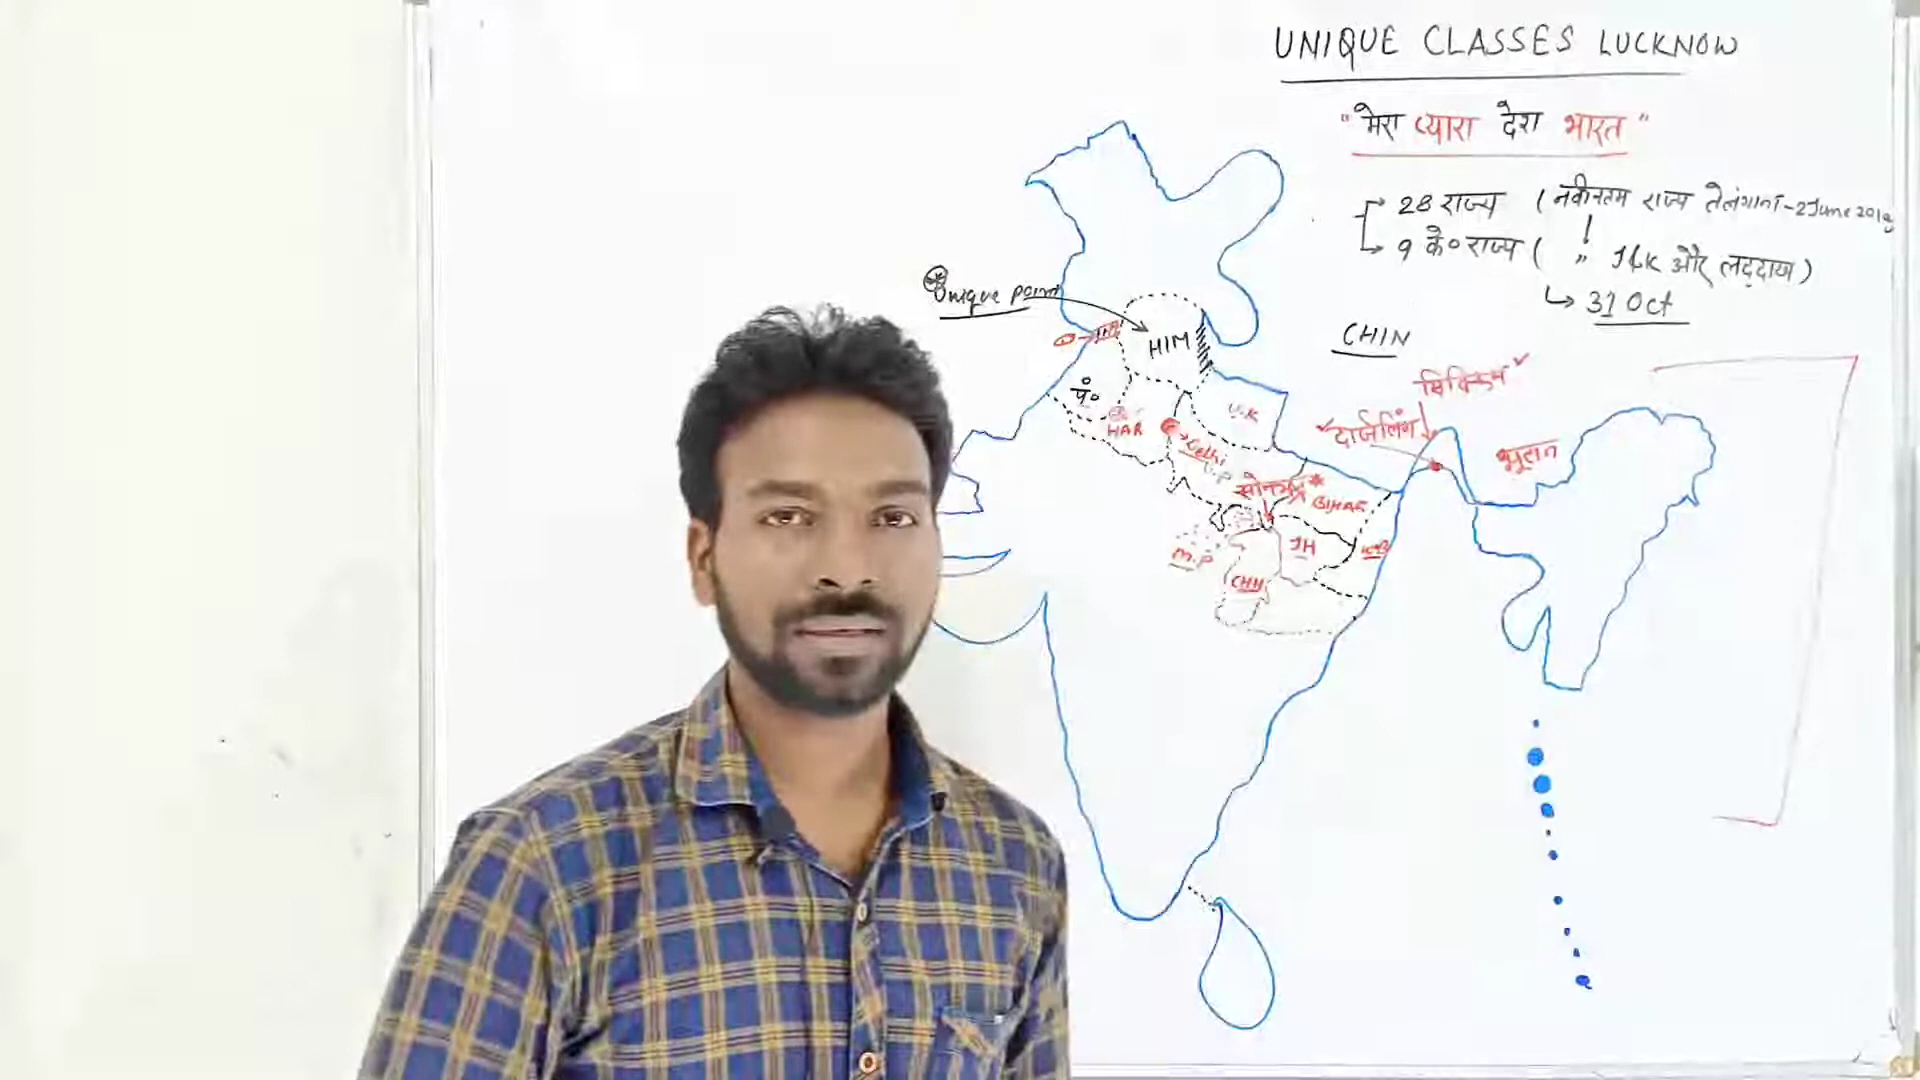 UNIQUE CLASSES LUCKNOW
"मेरा प्यारा देश भारत"
28 राज्य ( नवीनतम राज्य तेलंगाना - 2 June 2014
9 के० राज्य ( " J&K और लद्दाख )
31 Oct
Unique point
CHIN
HIM
सिक्किम
पं०
U.K
दार्जिलिंग
HAR
Delhi
भूटान
U.P
सोनभद्र
BIHAR
JH
WB
M.P
CHH